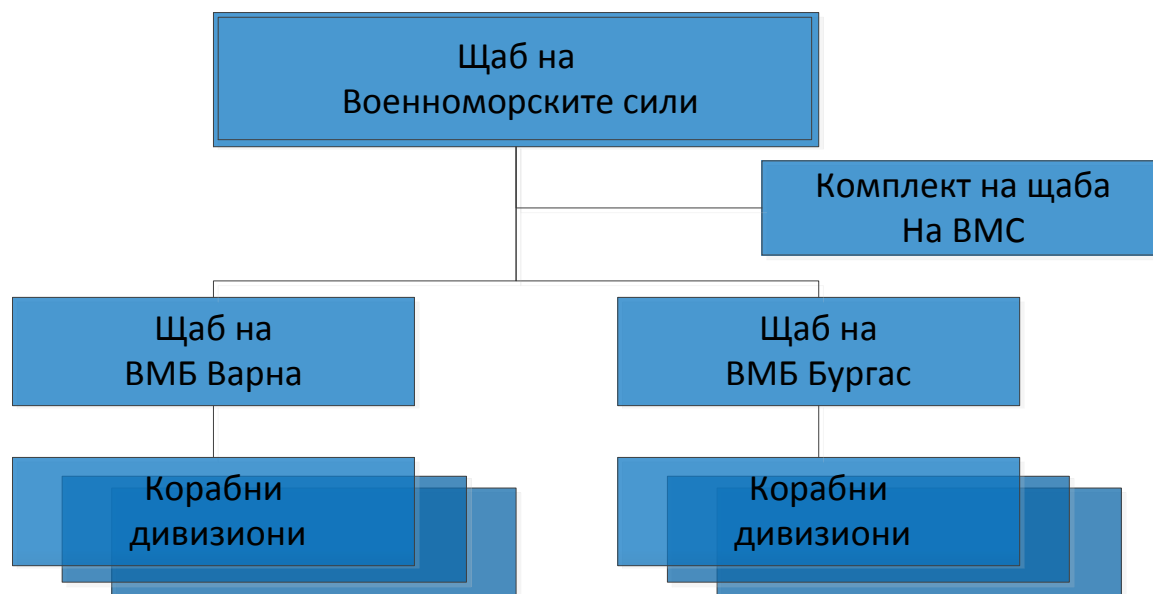 Щаб на
Военноморските сили
Комплект на щаба
На ВМС
Щаб на
ВМБ Варна
Щаб на
ВМБ Бургас
Корабни
дивизиони
Корабни
дивизиони